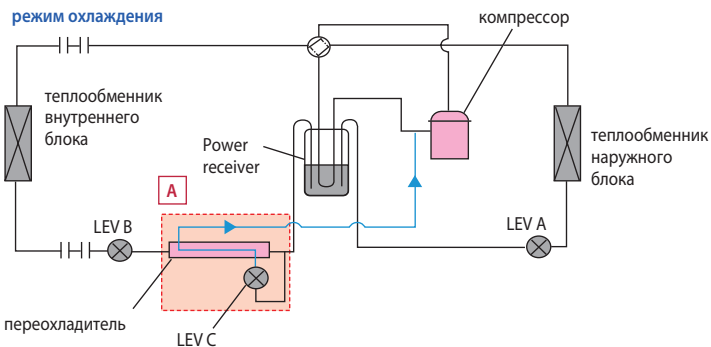 режим охлаждения
компрессор
теплообменник
внутреннего
блока
Power
receiver
теплообменник
наружного
блока
A
LEV B
LEV A
переохладитель
LEV C